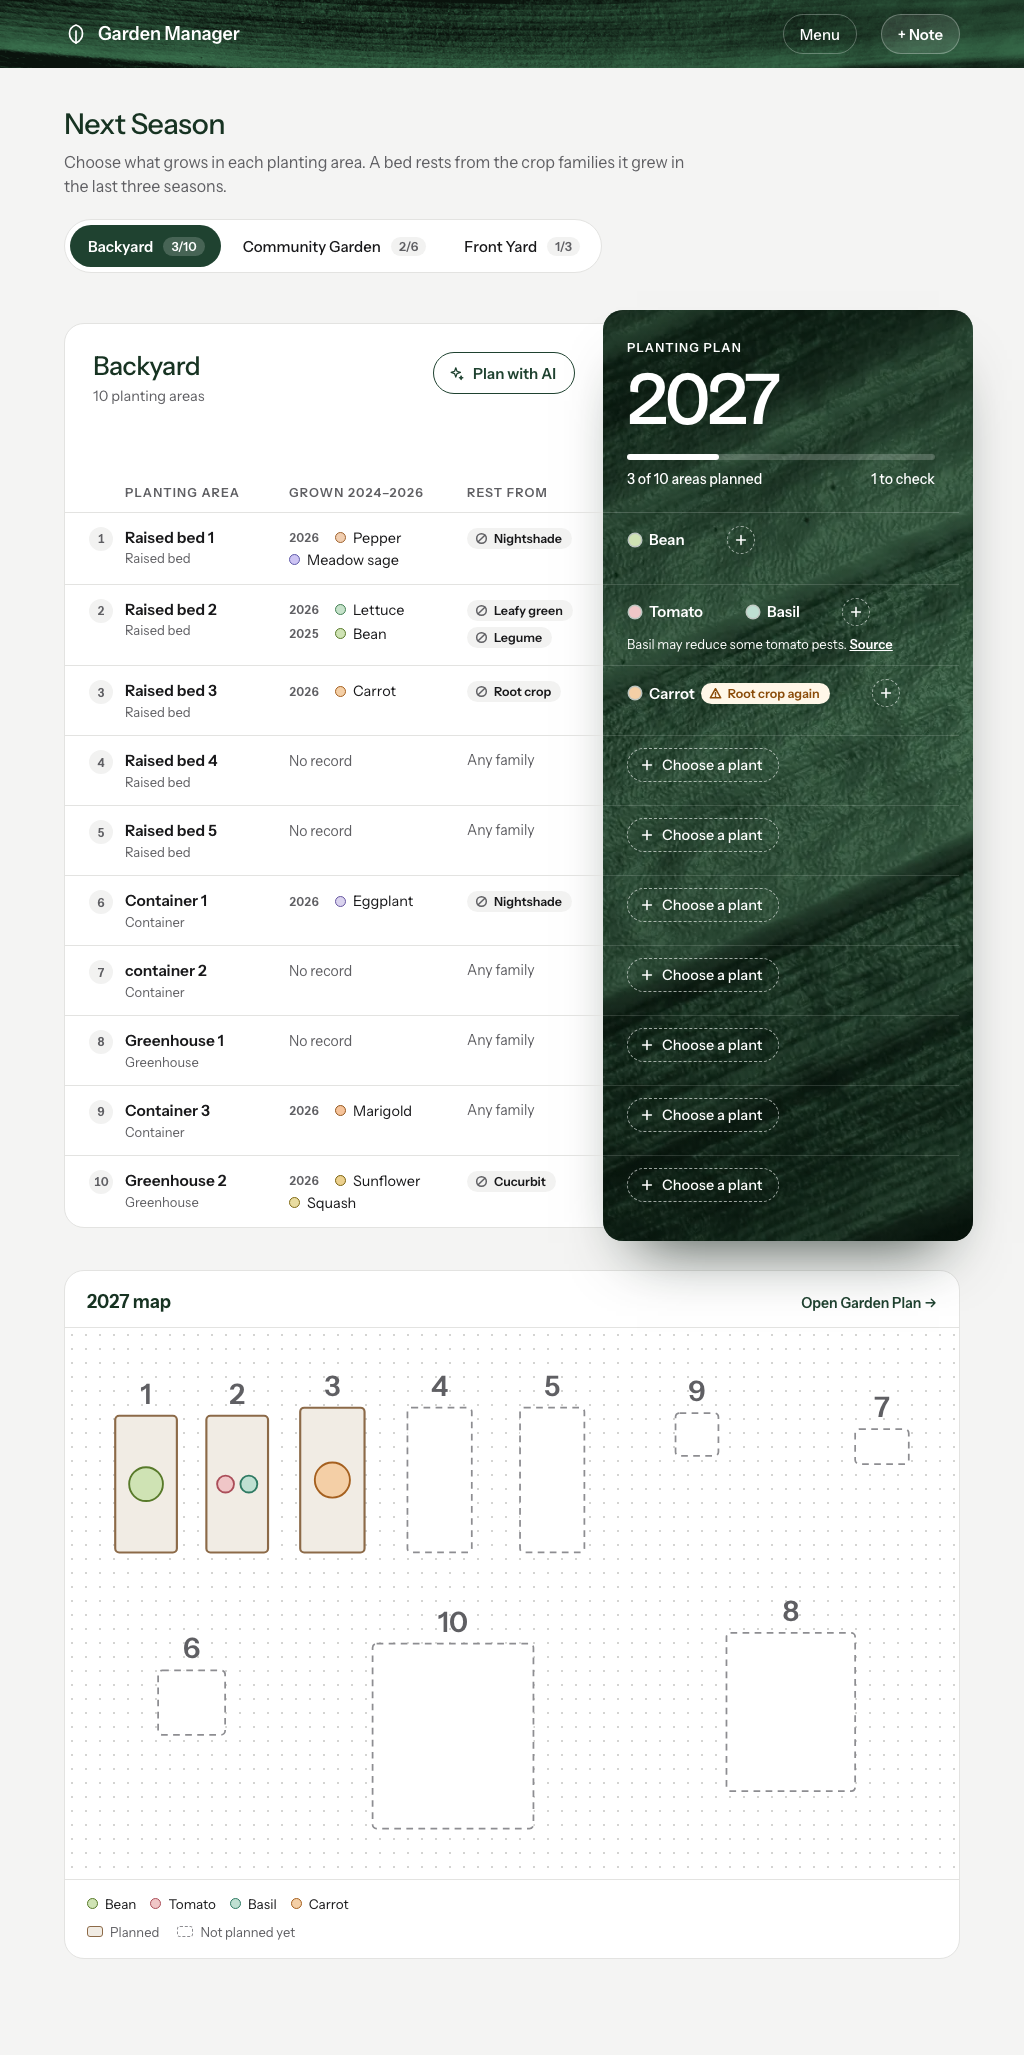 Garden Manager
Menu
+ Note
Next Season
Choose what grows in each planting area. A bed rests from the crop families it grew in
the last three seasons.
Backyard 3/10
Community Garden 2/6
Front Yard 1/3
Backyard
10 planting areas
Plan with AI
PLANTING PLAN
2027
3 of 10 areas planned
1 to check
PLANTING AREA
GROWN 2024–2026
REST FROM
1
Raised bed 1
Raised bed
2026 Pepper
Meadow sage
Nightshade
Bean
+
2
Raised bed 2
Raised bed
2026 Lettuce
2025 Bean
Leafy green
Legume
Tomato
Basil
+
Basil may reduce some tomato pests. Source
3
Raised bed 3
Raised bed
2026 Carrot
Root crop
Carrot
Root crop again
+
4
Raised bed 4
Raised bed
No record
Any family
+ Choose a plant
5
Raised bed 5
Raised bed
No record
Any family
+ Choose a plant
6
Container 1
Container
2026 Eggplant
Nightshade
+ Choose a plant
7
container 2
Container
No record
Any family
+ Choose a plant
8
Greenhouse 1
Greenhouse
No record
Any family
+ Choose a plant
9
Container 3
Container
2026 Marigold
Any family
+ Choose a plant
10
Greenhouse 2
Greenhouse
2026 Sunflower
Squash
Cucurbit
+ Choose a plant
2027 map
Open Garden Plan →
1
2
3
4
5
9
7
6
10
8
Bean
Tomato
Basil
Carrot
Planned
Not planned yet